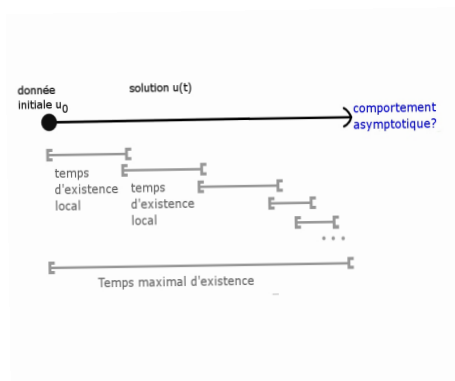 donnée
initiale u0
solution u(t)
comportement
asymptotique?
temps
d'existence
local
temps
d'existence
local
...
Temps maximal d'existence